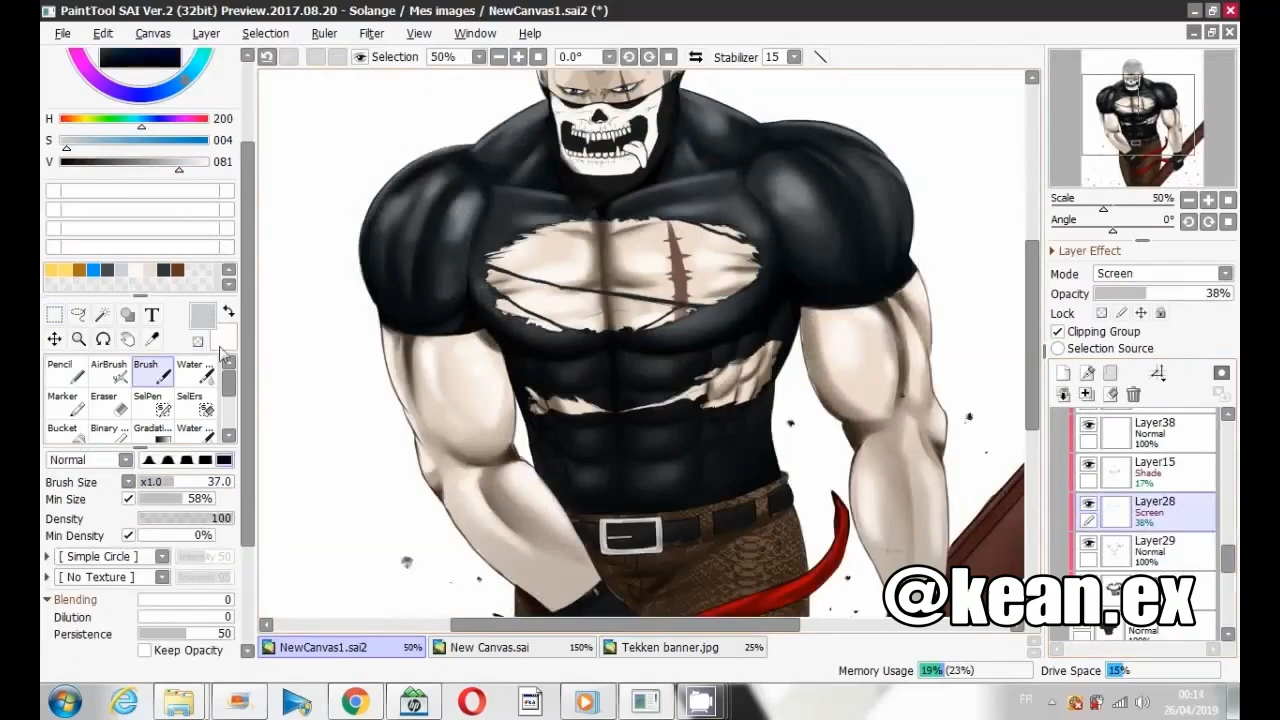 PaintTool SAI Ver.2 (32bit) Preview.2017.08.20 - Solange / Mes images / NewCanvas1.sai2 (*)
File Edit Canvas Layer Selection Ruler Filter View Window Help
Selection 50% 0.0° Stabilizer 15
H 200
S 004
V 081
T
Pencil AirBrush Brush Water
Marker Eraser SelPen SelErs
Bucket Binary Gradati Water
Normal
Brush Size x1.0 37.0
Min Size 58%
Density 100
Min Density 0%
[ Simple Circle ] Intensity 50
[ No Texture ]
Blending 0
Dilution 0
Persistence 50
Keep Opacity
Scale 50%
Angle 0°
Layer Effect
Mode Screen
Opacity 38%
Lock
Clipping Group
Selection Source
Layer38
Normal
100%
Layer15
Shade
17%
Layer28
Screen
38%
Layer29
Normal
100%
Normal
@kean.ex
NewCanvas1.sai2 50% New Canvas.sai 150% Tekken banner.jpg 25%
Memory Usage 19% (23%) Drive Space 15%
FR 00:14
26/04/2019